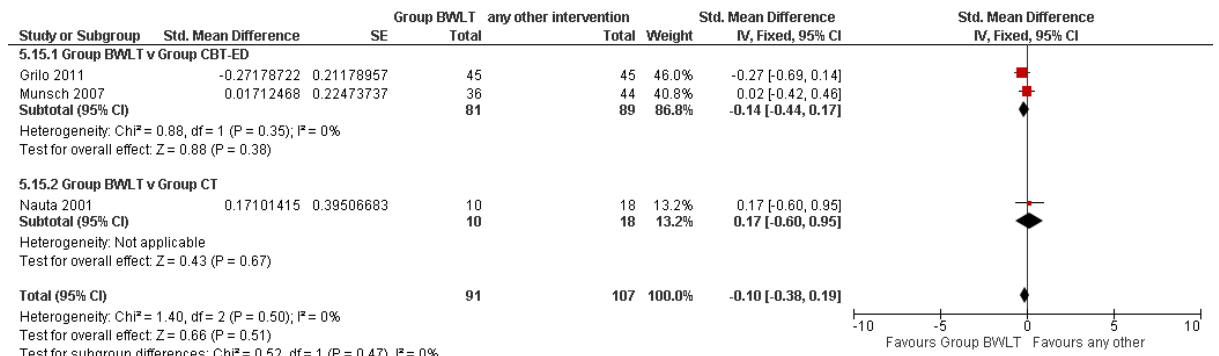 Group BWLT any other intervention Std. Mean Difference Std. Mean Difference
Study or Subgroup Std. Mean Difference SE Total Total Weight IV, Fixed, 95% CI IV, Fixed, 95% CI
5.15.1 Group BWLT v Group CBT-ED
Grilo 2011 -0.27178722 0.21178957 45 45 46.0% -0.27 [-0.69, 0.14]
Munsch 2007 0.01712468 0.22473737 36 44 40.8% 0.02 [-0.42, 0.46]
Subtotal (95% CI) 81 89 86.8% -0.14 [-0.44, 0.17]
Heterogeneity: Chi² = 0.88, df = 1 (P = 0.35); I² = 0%
Test for overall effect: Z = 0.88 (P = 0.38)
5.15.2 Group BWLT v Group CT
Nauta 2001 0.17101415 0.39506683 10 18 13.2% 0.17 [-0.60, 0.95]
Subtotal (95% CI) 10 18 13.2% 0.17 [-0.60, 0.95]
Heterogeneity: Not applicable
Test for overall effect: Z = 0.43 (P = 0.67)
Total (95% CI) 91 107 100.0% -0.10 [-0.38, 0.19]
Heterogeneity: Chi² = 1.40, df = 2 (P = 0.50); I² = 0%
Test for overall effect: Z = 0.66 (P = 0.51)
Test for subgroup differences: Chi² = 0.52, df = 1 (P = 0.47), I² = 0%
-10 -5 0 5 10
Favours Group BWLT Favours any other